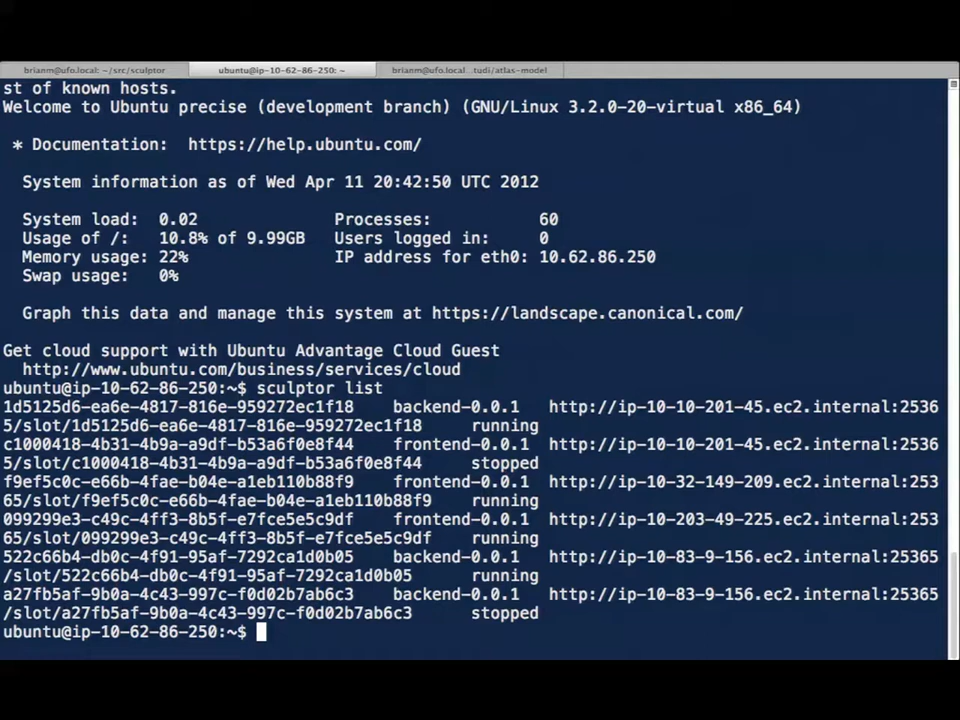 brianm@ufo.local: ~/src/sculptor
ubuntu@ip-10-62-86-250: ~
brianm@ufo.local: ...tudi/atlas-model
st of known hosts.
Welcome to Ubuntu precise (development branch) (GNU/Linux 3.2.0-20-virtual x86_64)
* Documentation:  https://help.ubuntu.com/
System information as of Wed Apr 11 20:42:50 UTC 2012
System load:  0.02              Processes:           60
Usage of /:   10.8% of 9.99GB   Users logged in:     0
Memory usage: 22%               IP address for eth0: 10.62.86.250
Swap usage:   0%
Graph this data and manage this system at https://landscape.canonical.com/
Get cloud support with Ubuntu Advantage Cloud Guest
http://www.ubuntu.com/business/services/cloud
ubuntu@ip-10-62-86-250:~$ sculptor list
1d5125d6-ea6e-4817-816e-959272ec1f18    backend-0.0.1   http://ip-10-10-201-45.ec2.internal:2536
5/slot/1d5125d6-ea6e-4817-816e-959272ec1f18     running
c1000418-4b31-4b9a-a9df-b53a6f0e8f44    frontend-0.0.1  http://ip-10-10-201-45.ec2.internal:2536
5/slot/c1000418-4b31-4b9a-a9df-b53a6f0e8f44     stopped
f9ef5c0c-e66b-4fae-b04e-a1eb110b88f9    frontend-0.0.1  http://ip-10-32-149-209.ec2.internal:253
65/slot/f9ef5c0c-e66b-4fae-b04e-a1eb110b88f9    running
099299e3-c49c-4ff3-8b5f-e7fce5e5c9df    frontend-0.0.1  http://ip-10-203-49-225.ec2.internal:253
65/slot/099299e3-c49c-4ff3-8b5f-e7fce5e5c9df    running
522c66b4-db0c-4f91-95af-7292ca1d0b05    backend-0.0.1   http://ip-10-83-9-156.ec2.internal:25365
/slot/522c66b4-db0c-4f91-95af-7292ca1d0b05      running
a27fb5af-9b0a-4c43-997c-f0d02b7ab6c3    backend-0.0.1   http://ip-10-83-9-156.ec2.internal:25365
/slot/a27fb5af-9b0a-4c43-997c-f0d02b7ab6c3      stopped
ubuntu@ip-10-62-86-250:~$